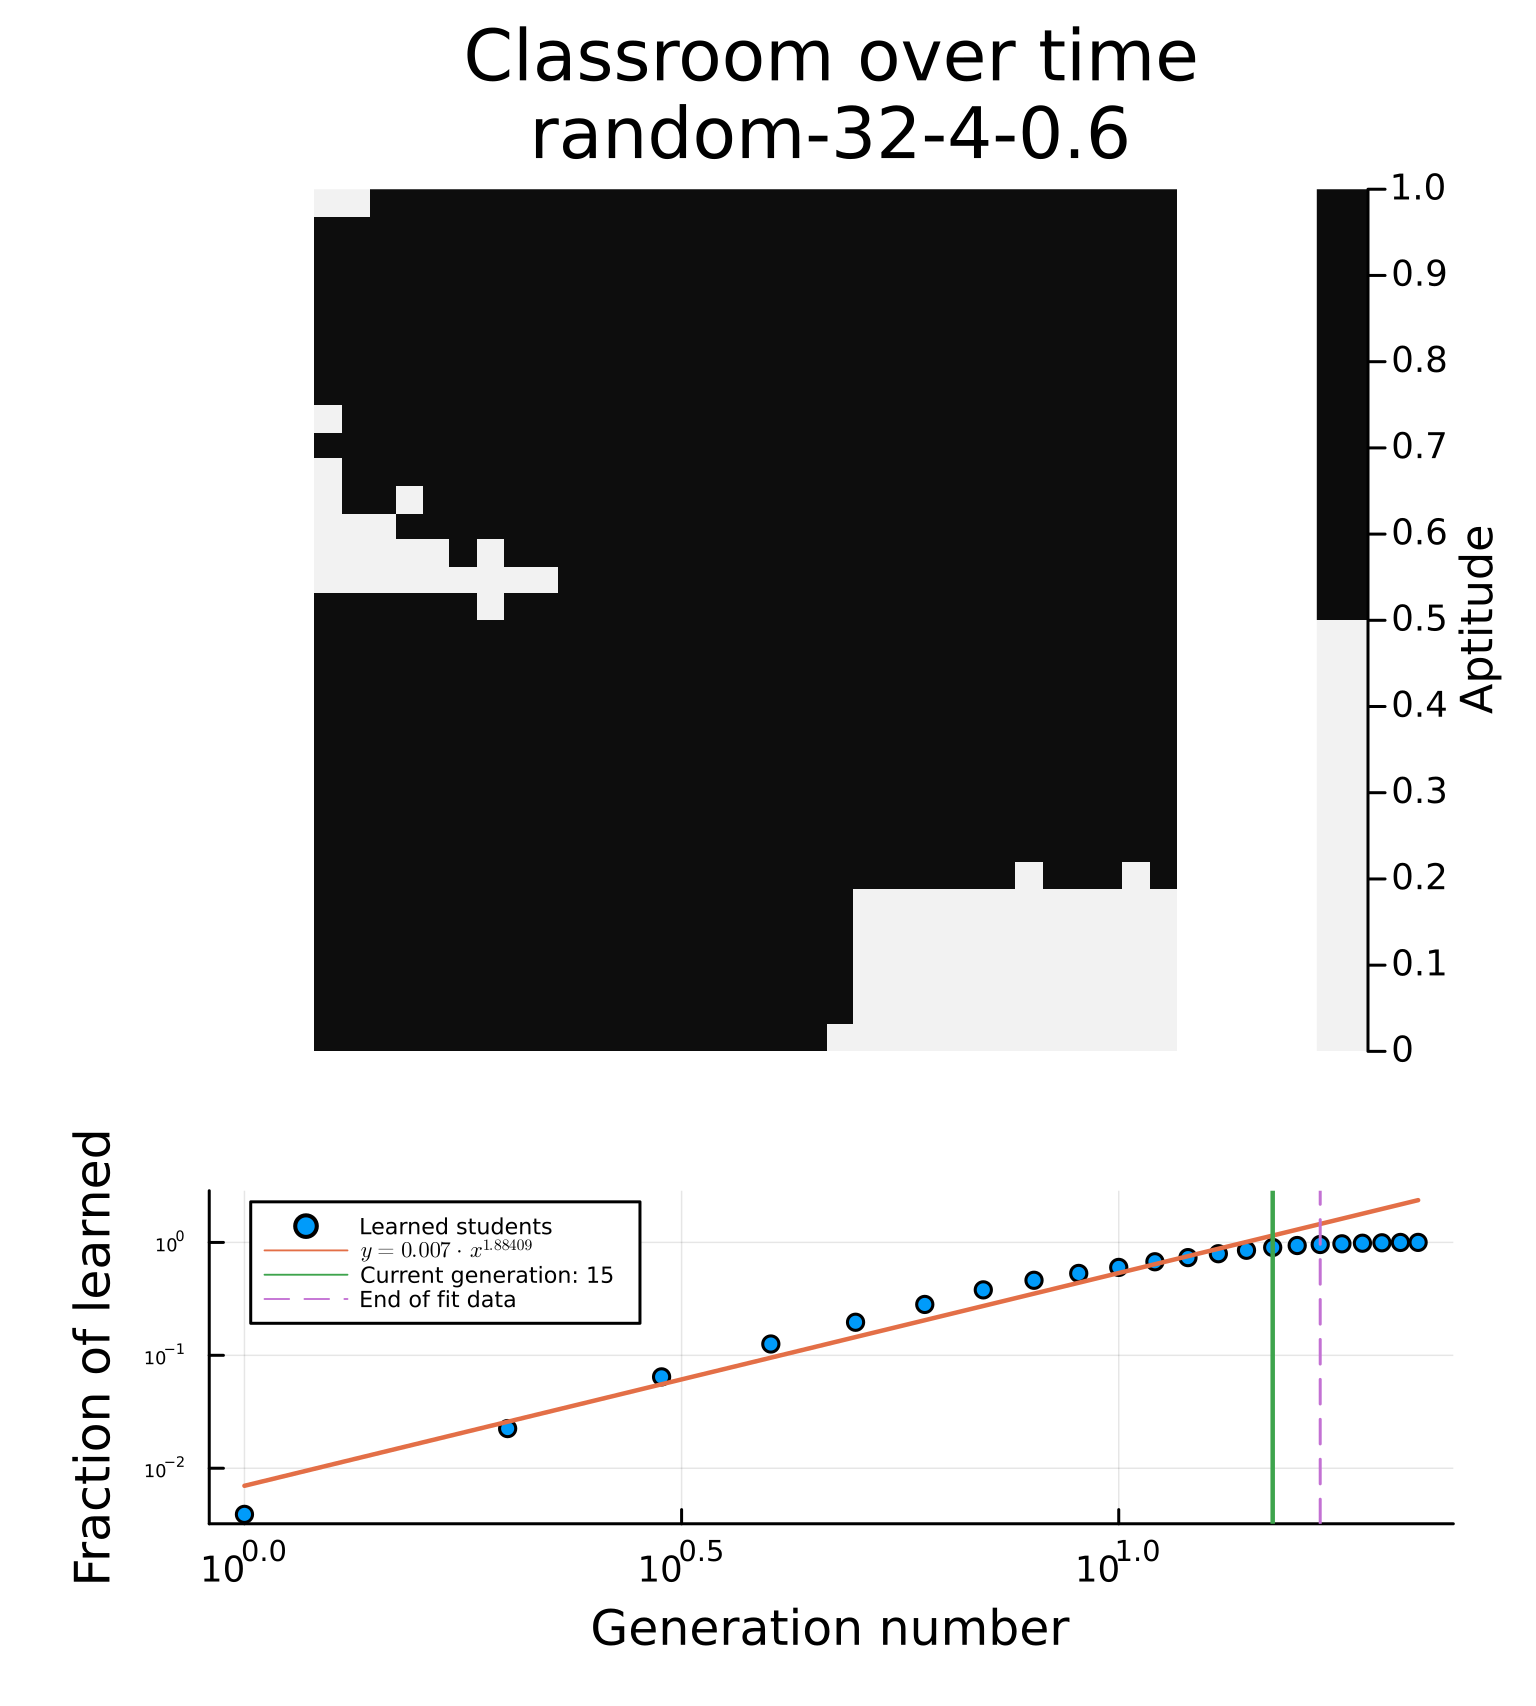 Classroom over time
random-32-4-0.6
1.0
0.9
0.8
0.7
0.6
0.5
0.4
0.3
0.2
0.1
0
Aptitude
Fraction of learned
10⁰
10⁻¹
10⁻²
Learned students
y = 0.007 · x^1.88409
Current generation: 15
End of fit data
10^0.0
10^0.5
10^1.0
Generation number